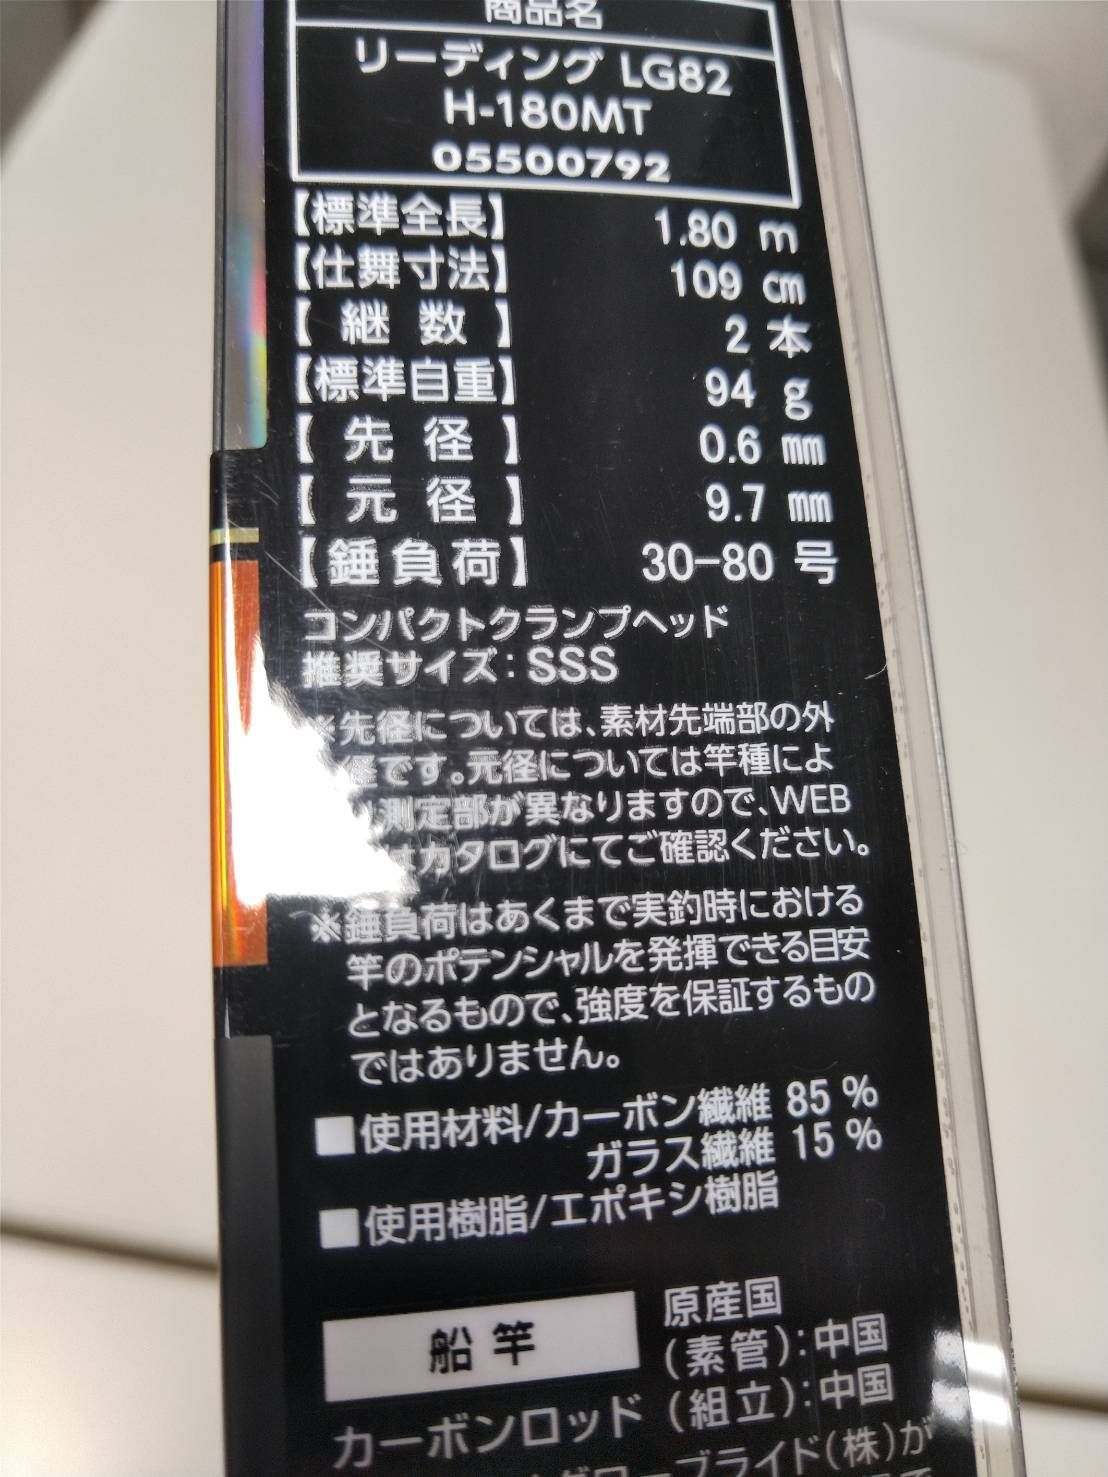 商品名
リーディング LG82
H-180MT
05500792
【標準全長】 1.80 m
【仕舞寸法】 109 cm
【継数】 2 本
【標準自重】 94 g
【先径】 0.6 mm
【元径】 9.7 mm
【錘負荷】 30-80 号
コンパクトクランプヘッド
推奨サイズ：SSS
※先径については、素材先端部の外
径です。元径については竿種によ
測定部が異なりますので、WEB
はカタログにてご確認ください。
※錘負荷はあくまで実釣時における
竿のポテンシャルを発揮できる目安
となるもので、強度を保証するもの
ではありません。
■使用材料/カーボン繊維 85 %
ガラス繊維 15 %
■使用樹脂/エポキシ樹脂
船竿
カーボンロッド
原産国
(素管)：中国
(組立)：中国
グローブライド(株)が